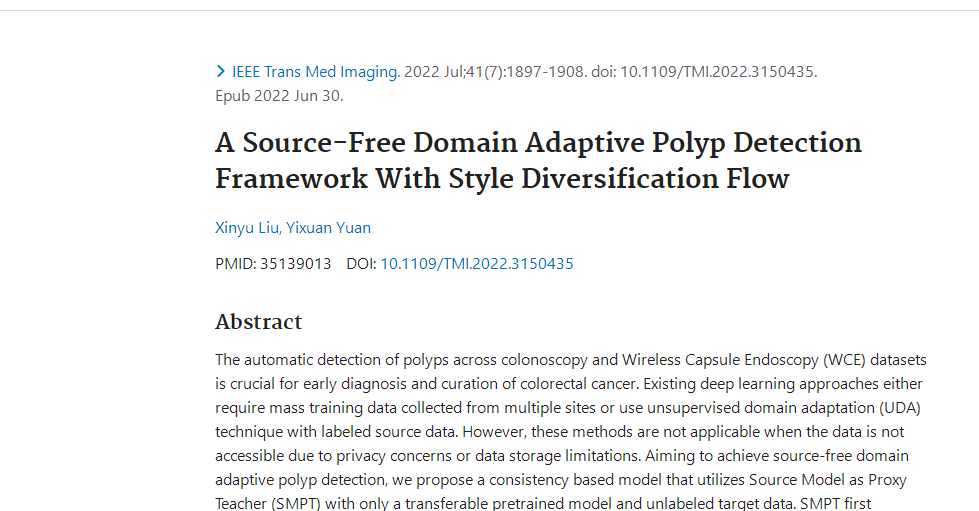 IEEE Trans Med Imaging. 2022 Jul;41(7):1897-1908. doi: 10.1109/TMI.2022.3150435.
Epub 2022 Jun 30.
A Source-Free Domain Adaptive Polyp Detection
Framework With Style Diversification Flow
Xinyu Liu, Yixuan Yuan
PMID: 35139013 DOI: 10.1109/TMI.2022.3150435
Abstract
The automatic detection of polyps across colonoscopy and Wireless Capsule Endoscopy (WCE) datasets
is crucial for early diagnosis and curation of colorectal cancer. Existing deep learning approaches either
require mass training data collected from multiple sites or use unsupervised domain adaptation (UDA)
technique with labeled source data. However, these methods are not applicable when the data is not
accessible due to privacy concerns or data storage limitations. Aiming to achieve source-free domain
adaptive polyp detection, we propose a consistency based model that utilizes Source Model as Proxy
Teacher (SMPT) with only a transferable pretrained model and unlabeled target data. SMPT first